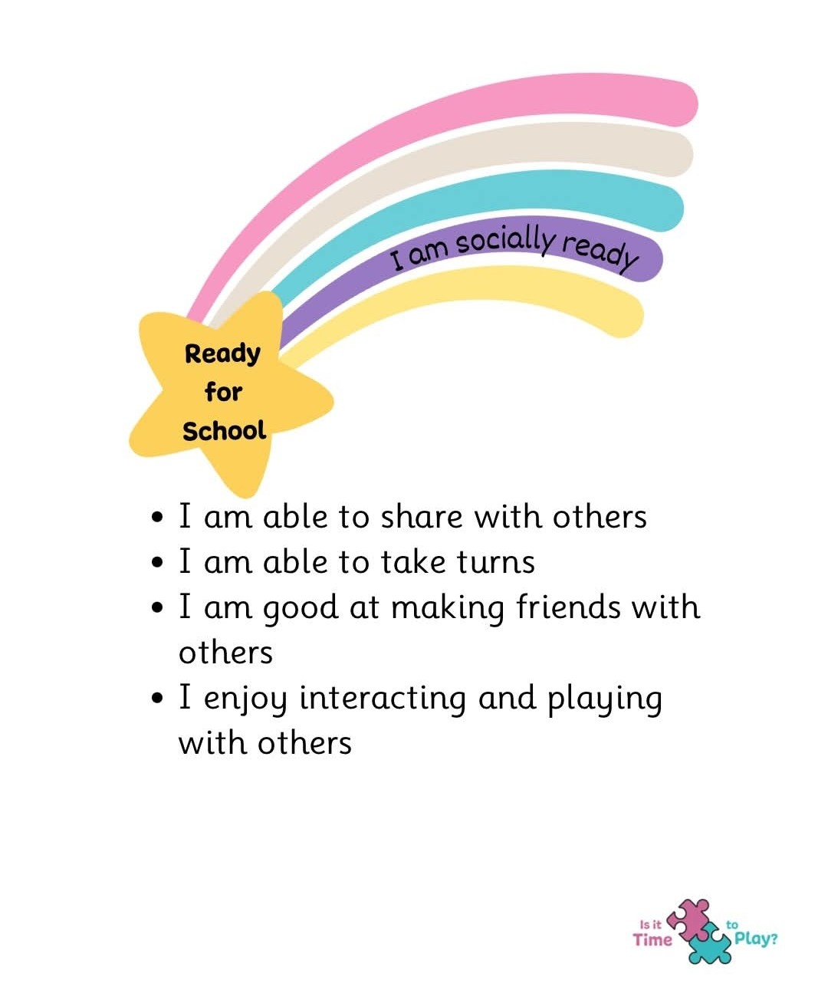 I am socially ready
Ready
for
School
• I am able to share with others
• I am able to take turns
• I am good at making friends with
others
• I enjoy interacting and playing
with others
Is it
Time
to
Play?